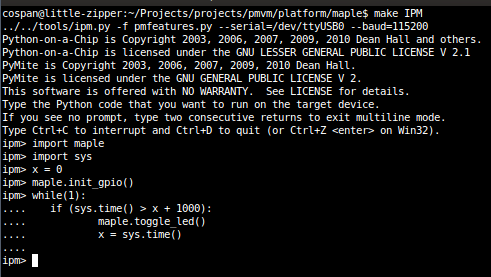 cospan@little-zipper:~/Projects/projects/pmvm/platform/maple$ make IPM
../../tools/ipm.py -f pmfeatures.py --serial=/dev/ttyUSB0 --baud=115200
Python-on-a-Chip is Copyright 2003, 2006, 2007, 2009, 2010 Dean Hall and others.
Python-on-a-Chip is licensed under the GNU LESSER GENERAL PUBLIC LICENSE V 2.1
PyMite is Copyright 2003, 2006, 2007, 2009, 2010 Dean Hall.
PyMite is licensed under the GNU GENERAL PUBLIC LICENSE V 2.
This software is offered with NO WARRANTY.  See LICENSE for details.
Type the Python code that you want to run on the target device.
If you see no prompt, type two consecutive returns to exit multiline mode.
Type Ctrl+C to interrupt and Ctrl+D to quit (or Ctrl+Z <enter> on Win32).
ipm> import maple
ipm> import sys
ipm> x = 0
ipm> maple.init_gpio()
ipm> while(1):
....    if (sys.time() > x + 1000):
....            maple.toggle_led()
....            x = sys.time()
....
ipm>